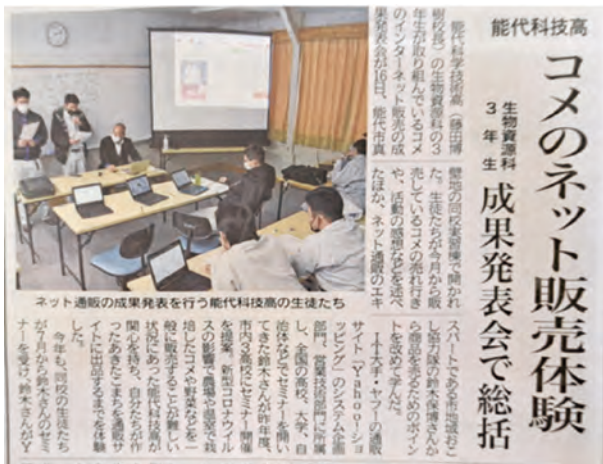 能代科技高
コメのネット販売体験
生物資源科
3年生
成果発表会で総括
能代科学技術高(藤田博
樹校長)の生物資源科の3
年生が取り組んでいるコメ
のインターネット販売の成
果発表会が16日、能代市真
壁地の同校実習棟で開かれ
た。生徒たちが今月から販
売しているコメの売れ行き
や、活動の感想などを述べ
たほか、ネット通販のエキ
ネット通販の成果発表を行う能代科技高の生徒たち
スパートである市地域おこ
し協力隊の鈴木保博さんか
ら商品を売るためのポイン
トを改めて学んだ。
IT大手・ヤフーの通販
サイト「Yahoo!ショ
ッピング」のシステム企画
部門、営業技術部門に所属
し、全国の高校、大学、自
治体などでセミナーを開い
てきた鈴木さんが昨年度、
市内3高校にセミナー開催
を提案。新型コロナウイル
スの影響で農場や温室で栽
培したコメや野菜などを一
般に販売することが難しい
状況にあった能代科技高が
関心を持ち、自分たちが作
ったあきたこまちを通販サ
イトに出品するまでを体験
した。
今年も、同校の生徒たち
が7月から鈴木さんのセミ
ナーを受け、鈴木さんがY